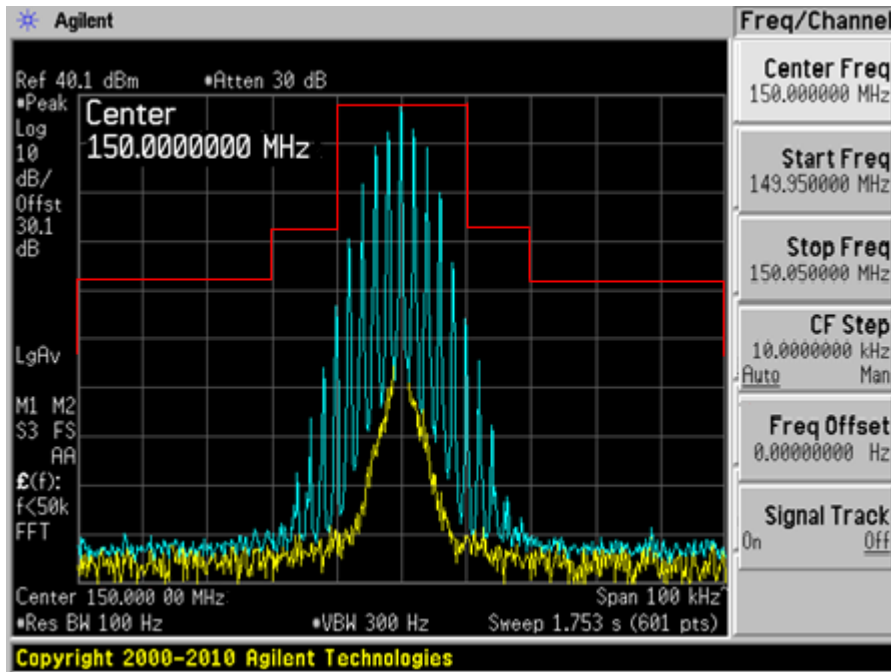 Agilent
Freq/Channel
Ref 40.1 dBm
•Atten 30 dB
•Peak
Log
10
dB/
Offst
30.1
dB
Center
150.0000000 MHz
LgAv
M1 M2
S3 FS
AA
£(f):
f<50k
FFT
Center 150.000 00 MHz
Span 100 kHz
•Res BW 100 Hz
•VBW 300 Hz
Sweep 1.753 s (601 pts)
Copyright 2000-2010 Agilent Technologies
Center Freq
150.000000 MHz
Start Freq
149.950000 MHz
Stop Freq
150.050000 MHz
CF Step
10.0000000 kHz
Auto Man
Freq Offset
0.00000000 Hz
Signal Track
On Off